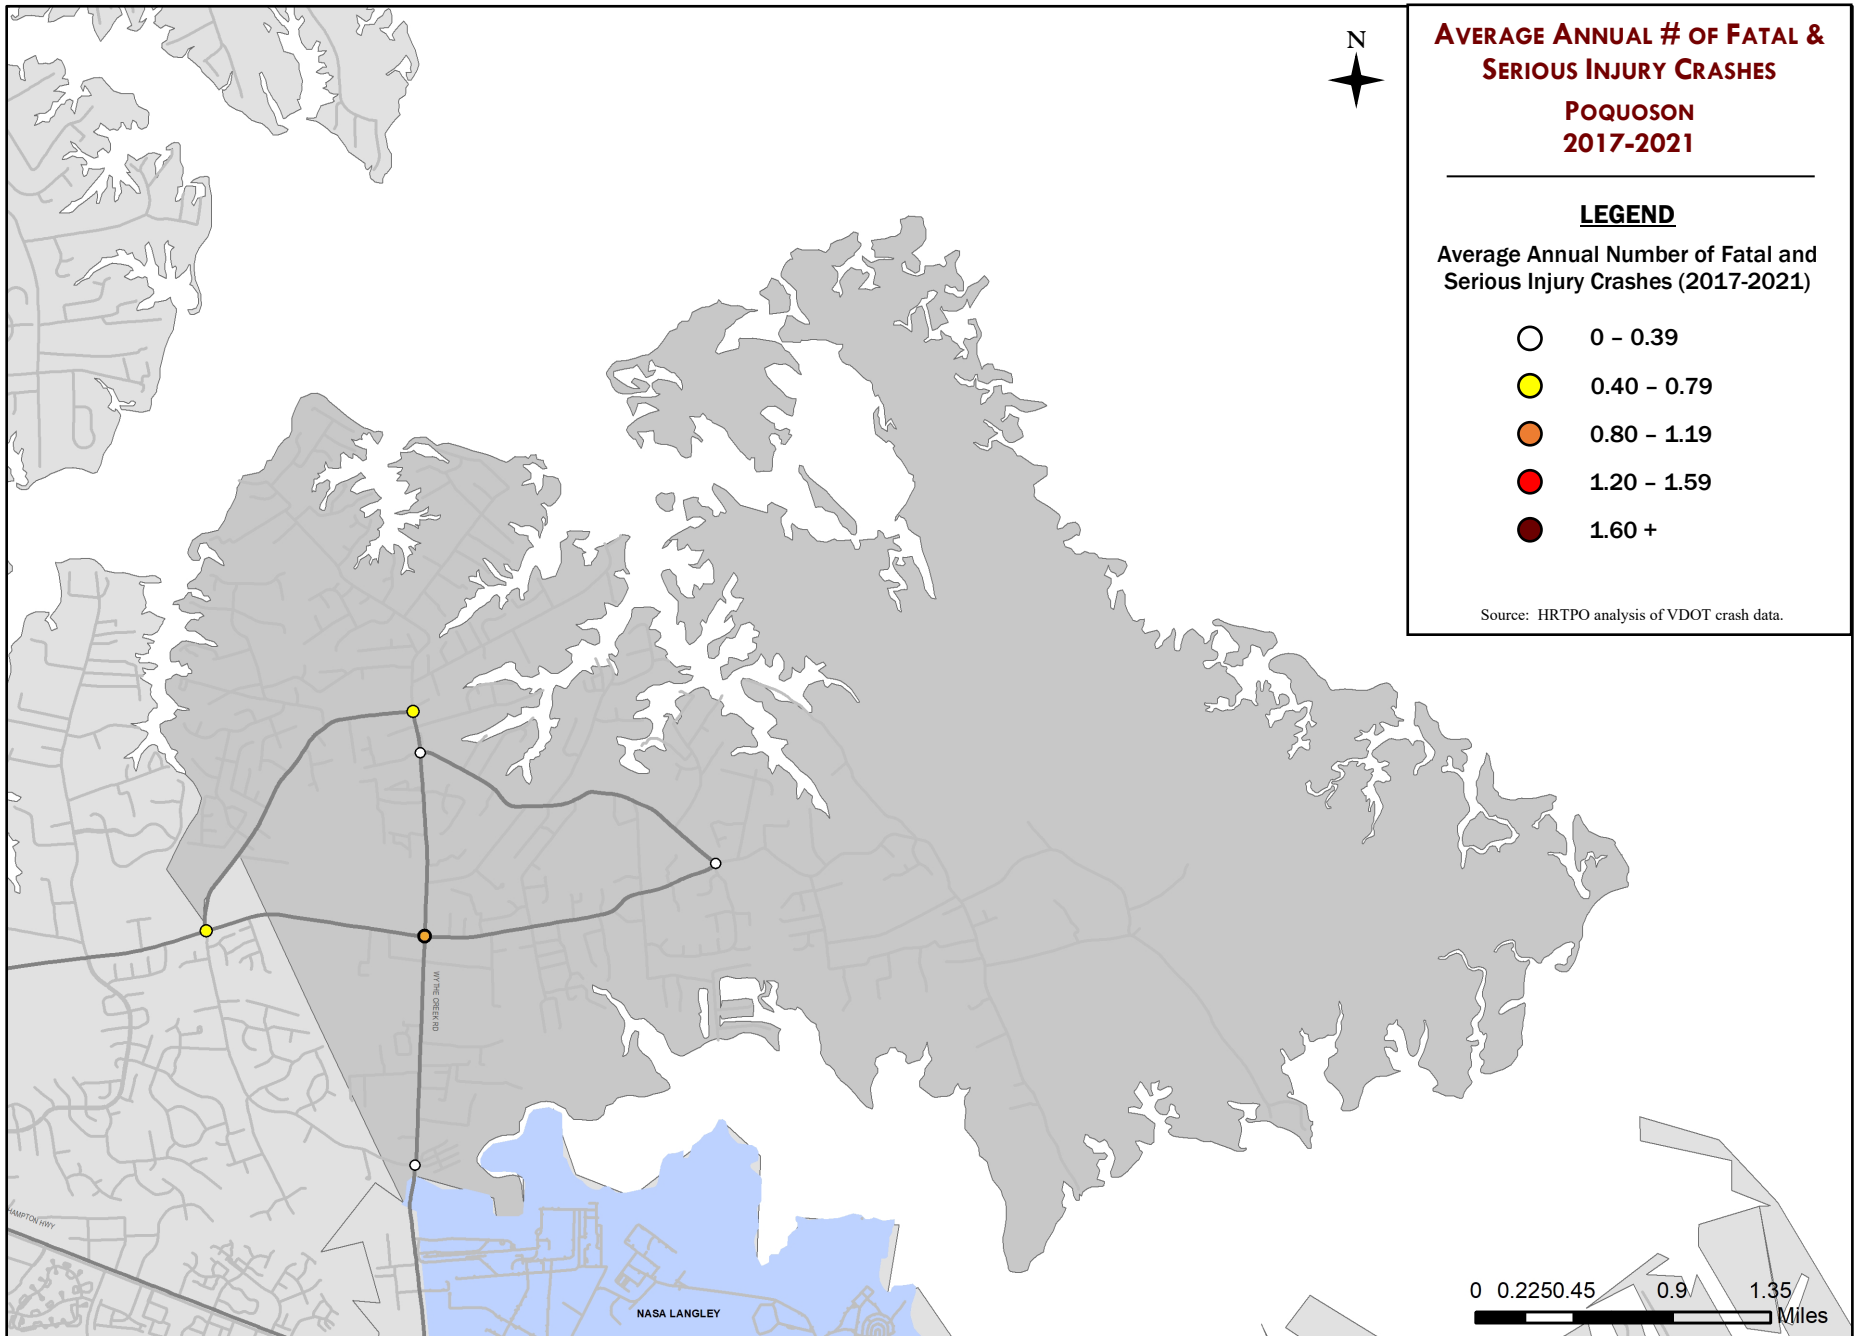 N
AVERAGE ANNUAL # OF FATAL &
SERIOUS INJURY CRASHES
POQUOSON
2017-2021
LEGEND
Average Annual Number of Fatal and
Serious Injury Crashes (2017-2021)
0 – 0.39
0.40 – 0.79
0.80 – 1.19
1.20 – 1.59
1.60 +
Source: HRTPO analysis of VDOT crash data.
WYTHE CREEK RD
HAMPTON HWY
NASA LANGLEY
0 0.225 0.45 0.9 1.35
Miles